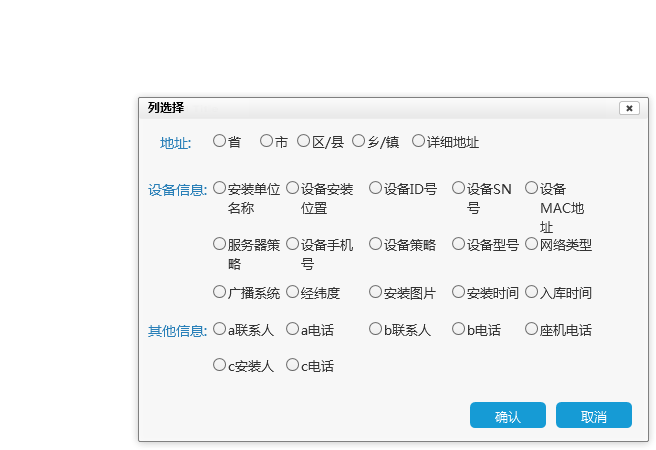 列选择
地址: 省 市 区/县 乡/镇 详细地址
设备信息: 安装单位名称 设备安装位置 设备ID号 设备SN号 设备MAC地址
服务器策略 设备手机号 设备策略 设备型号 网络类型
广播系统 经纬度 安装图片 安装时间 入库时间
其他信息: a联系人 a电话 b联系人 b电话 座机电话
c安装人 c电话
确认 取消